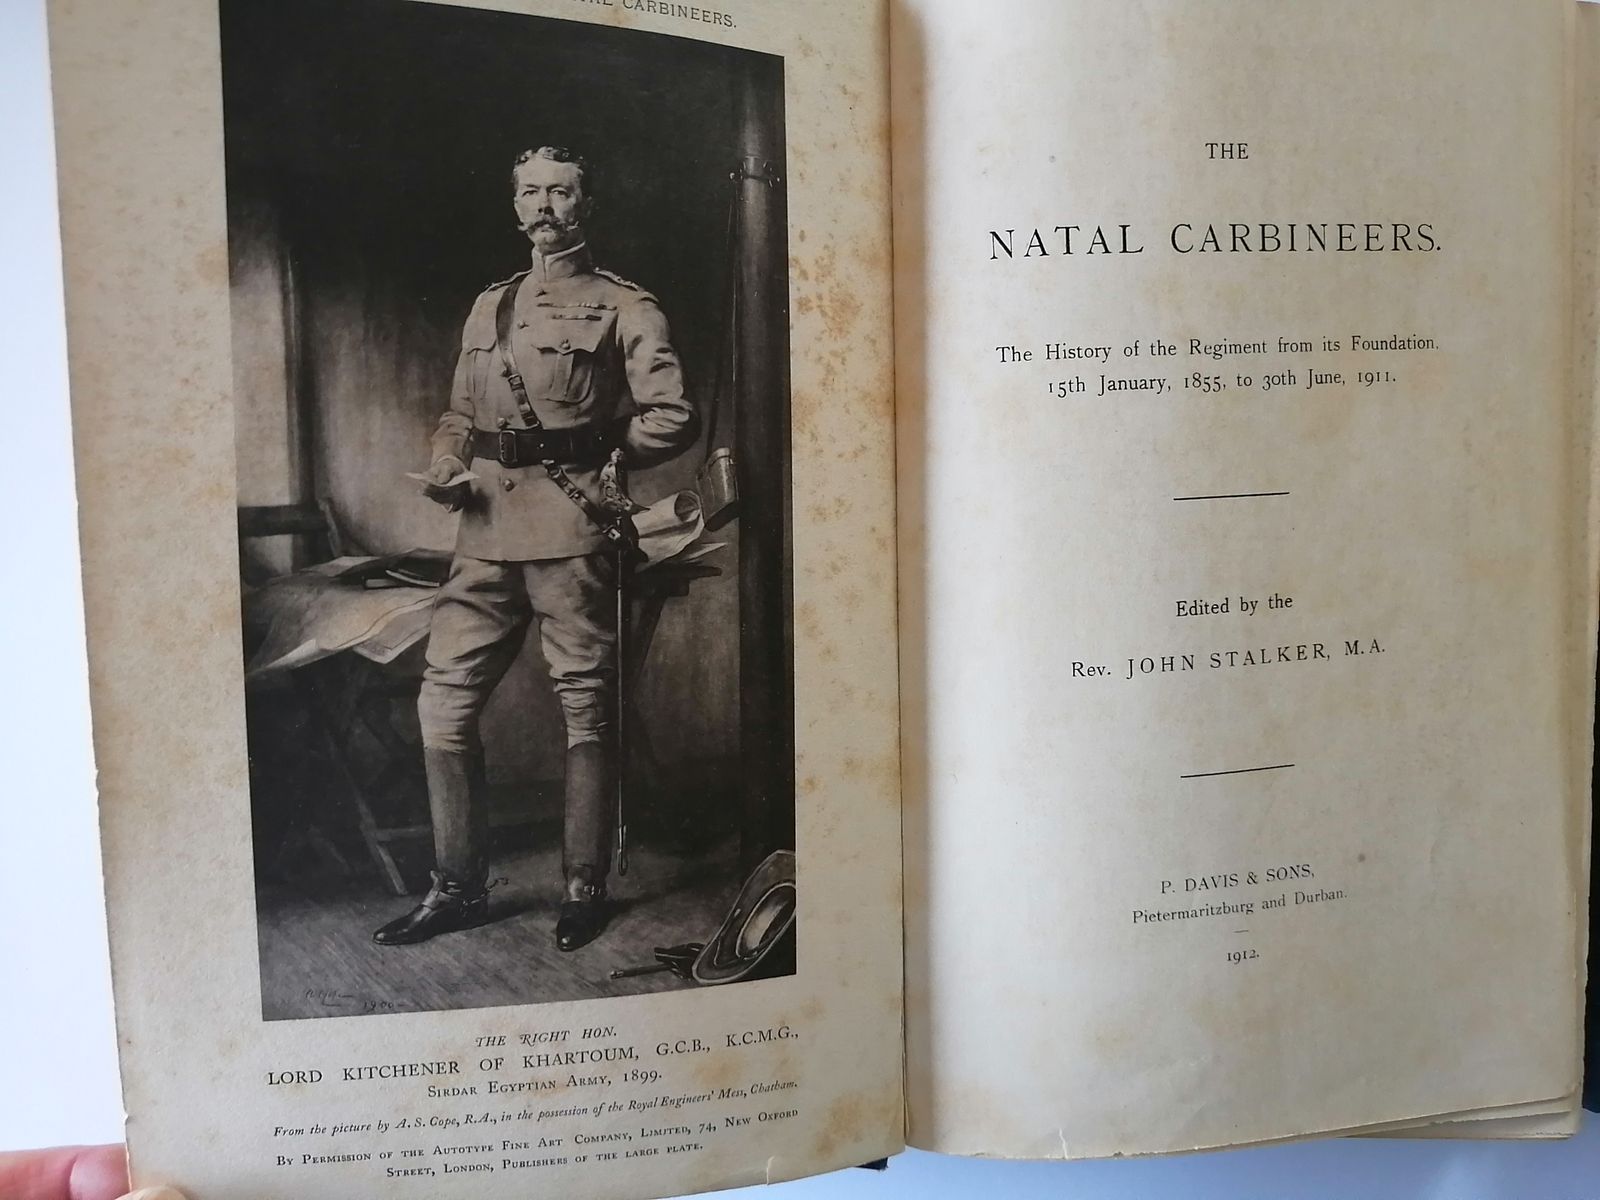 CARBINEERS.
1900
THE RIGHT HON.
LORD KITCHENER OF KHARTOUM, G.C.B., K.C.M.G.,
SIRDAR EGYPTIAN ARMY, 1899.
From the picture by A. S. Cope, R.A., in the possession of the Royal Engineers' Mess, Chatham.
BY PERMISSION OF THE AUTOTYPE FINE ART COMPANY, LIMITED, 74, NEW OXFORD
STREET, LONDON, PUBLISHERS OF THE LARGE PLATE.
THE
NATAL CARBINEERS.
The History of the Regiment from its Foundation,
15th January, 1855, to 30th June, 1911.
Edited by the
Rev. JOHN STALKER, M.A.
P. DAVIS & SONS,
Pietermaritzburg and Durban.
1912.